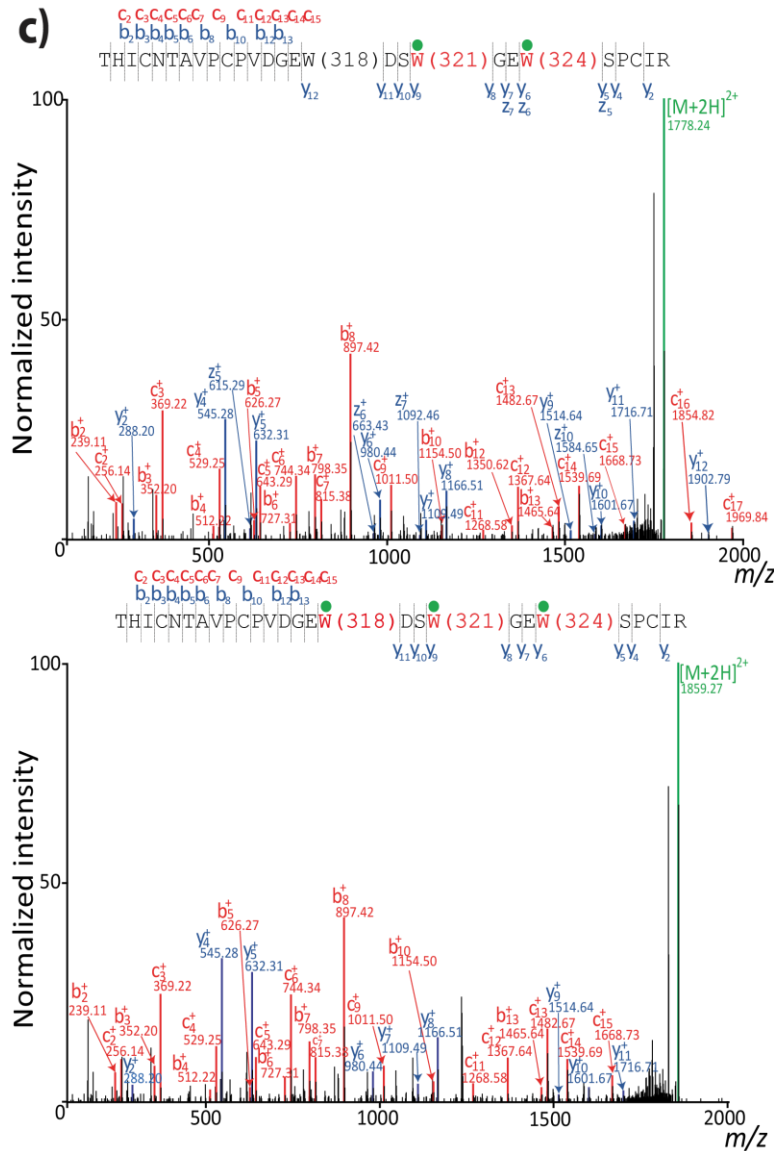 c)
c₂ c₃ c₄ c₅ c₆ c₇ c₉ c₁₁ c₁₂ c₁₃ c₁₄ c₁₅
b₂ b₃ b₄ b₅ b₆ b₈ b₁₀ b₁₂ b₁₃
THICNTAVPCPVDGEW(318)DSW(321)GEW(324)SPCIR
y₁₂ y₁₁ y₁₀ y₉ y₈ y₇ y₆ y₅ y₄ y₂
z₇ z₆ z₅
100
[M+2H]²⁺
1778.24
Normalized intensity
50
b₂⁺ 239.11
c₂⁺ 256.14
y₂⁺ 288.20
b₃⁺ 352.20
c₃⁺ 369.22
b₄⁺ 512.22
c₄⁺ 529.25
y₄⁺ 545.28
z₅⁺ 615.29
b₅⁺ 626.27
y₅⁺ 632.31
c₅⁺ 643.29
b₆⁺ 727.31
c₆⁺ 744.34
b₇⁺ 798.35
c₇⁺ 815.38
b₈⁺ 897.42
z₆⁺ 663.43
y₆⁺ 980.44
c₉⁺ 1011.50
z₇⁺ 1092.46
y₇⁺ 1109.49
b₁₀⁺ 1154.50
y₈⁺ 1166.51
c₁₁⁺ 1268.58
b₁₂⁺ 1350.62
c₁₂⁺ 1367.64
b₁₃⁺ 1465.64
c₁₃⁺ 1482.67
y₉⁺ 1514.64
c₁₄⁺ 1539.69
z₁₀⁺ 1584.65
y₁₀⁺ 1601.67
c₁₅⁺ 1668.73
y₁₁⁺ 1716.71
c₁₆⁺ 1854.82
y₁₂⁺ 1902.79
c₁₇⁺ 1969.84
0
500 1000 1500 2000
m/z
c₂ c₃ c₄ c₅ c₆ c₇ c₉ c₁₁ c₁₂ c₁₃ c₁₄ c₁₅
b₂ b₃ b₄ b₅ b₆ b₈ b₁₀ b₁₂ b₁₃
THICNTAVPCPVDGEW(318)DSW(321)GEW(324)SPCIR
y₁₁ y₁₀ y₉ y₈ y₇ y₆ y₅ y₄ y₂
100
[M+2H]²⁺
1859.27
Normalized intensity
50
b₂⁺ 239.11
c₂⁺ 256.14
y₂⁺ 288.20
b₃⁺ 352.20
c₃⁺ 369.22
b₄⁺ 512.22
c₄⁺ 529.25
y₄⁺ 545.28
b₅⁺ 626.27
y₅⁺ 632.31
c₅⁺ 643.29
b₆⁺ 727.31
c₆⁺ 744.34
b₇⁺ 798.35
c₇⁺ 815.38
b₈⁺ 897.42
y₆⁺ 980.44
c₉⁺ 1011.50
y₇⁺ 1109.49
b₁₀⁺ 1154.50
y₈⁺ 1166.51
c₁₁⁺ 1268.58
c₁₂⁺ 1367.64
b₁₃⁺ 1465.64
c₁₃⁺ 1482.67
y₉⁺ 1514.64
c₁₄⁺ 1539.69
y₁₀⁺ 1601.67
c₁₅⁺ 1668.73
y₁₁⁺ 1716.71
0
500 1000 1500 2000
m/z